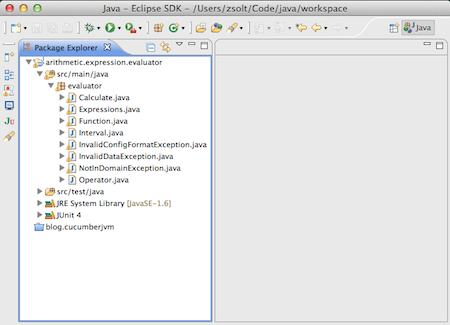 Java – Eclipse SDK – /Users/zsolt/Code/java/workspace
Java
Package Explorer
arithmetic.expression.evaluator
src/main/java
evaluator
Calculate.java
Expressions.java
Function.java
Interval.java
InvalidConfigFormatException.java
InvalidDataException.java
NotInDomainException.java
Operator.java
src/test/java
JRE System Library [JavaSE-1.6]
JUnit 4
blog.cucumberjvm
Ju